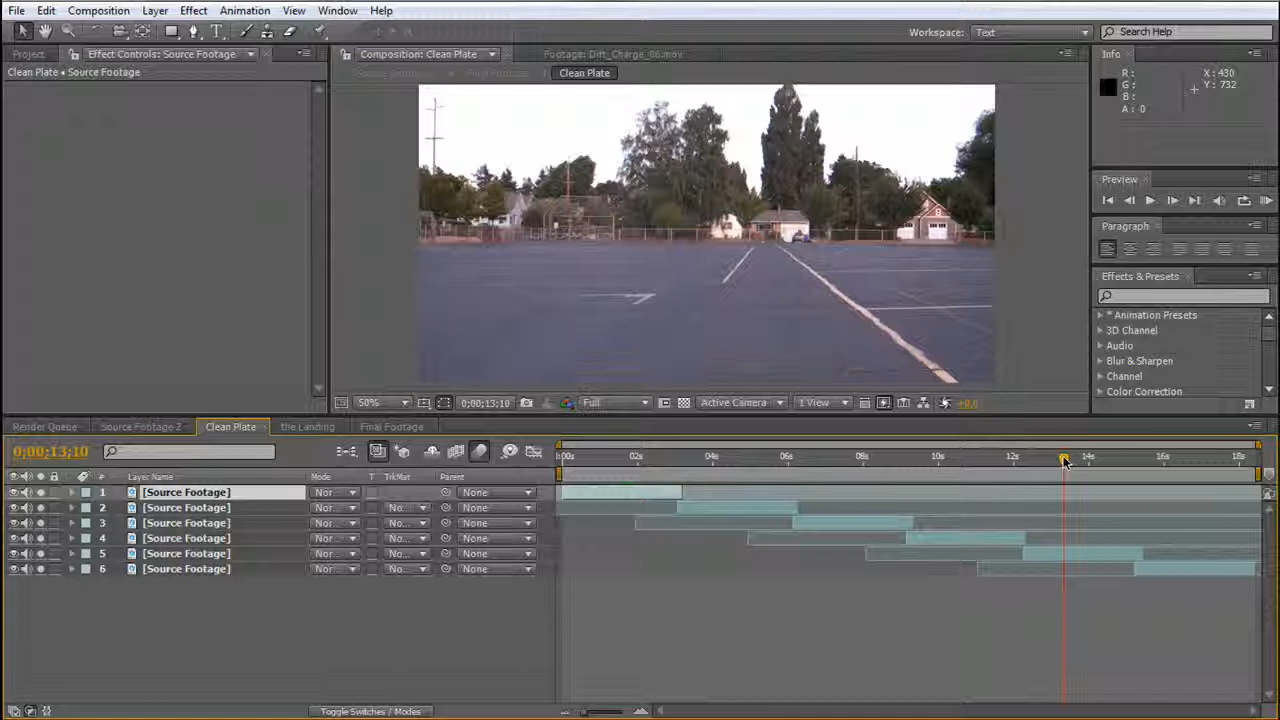 File Edit Composition Layer Effect Animation View Window Help
Workspace: Text Search Help
Project Effect Controls: Source Footage Composition: Clean Plate Footage: Dirt_Charge_06.mov Info
Clean Plate • Source Footage Clean Plate
R: X: 430
G: Y: 732
B:
A: 0
Preview
Paragraph
Effects & Presets
* Animation Presets
3D Channel
Audio
Blur & Sharpen
Channel
Color Correction
50% 0;00;13;10 Full Active Camera 1 View +0.0
Render Queue Source Footage 2 Clean Plate the Landing Final Footage
0;00;13;10 :00s 02s 04s 06s 08s 10s 12s 14s 16s 18s
# Layer Name Mode T TrkMat Parent
1 [Source Footage] Nor None
2 [Source Footage] Nor No... None
3 [Source Footage] Nor No... None
4 [Source Footage] Nor No... None
5 [Source Footage] Nor No... None
6 [Source Footage] Nor No... None
Toggle Switches / Modes